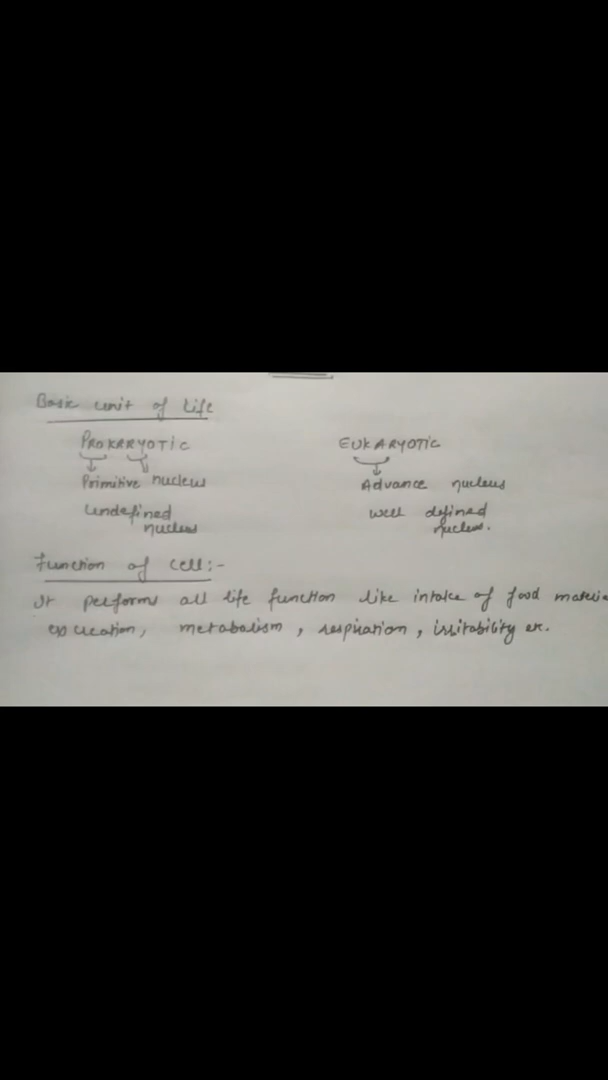 Basic unit of life
PROKARYOTIC EUKARYOTIC
Primitive nucleus Advance nucleus
undefined well defined
nucleus nucleus.
Function of cell:-
It performs all life function like intake of food materia
excreation, metabolism, respiration, irritability etc.